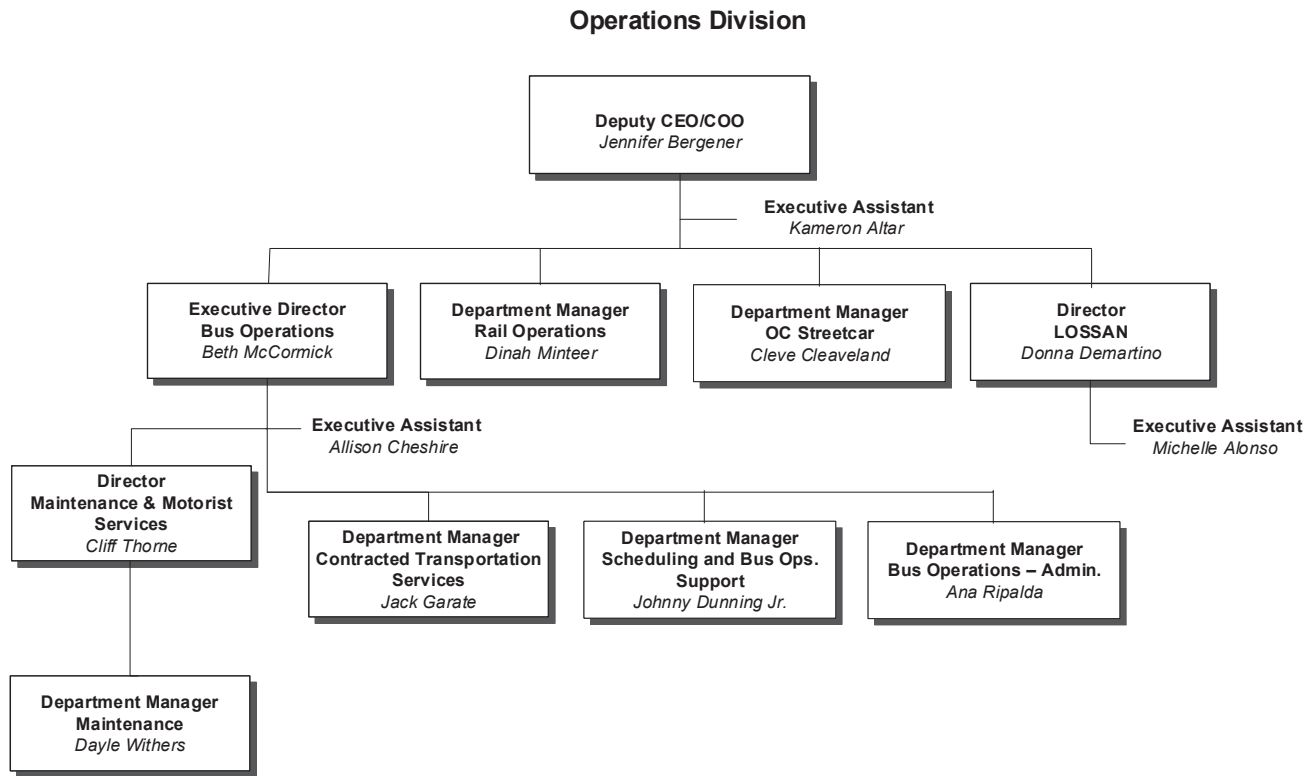 Operations Division
Deputy CEO/COO
Jennifer Bergener
Executive Assistant
Kameron Altar
Executive Director
Bus Operations
Beth McCormick
Department Manager
Rail Operations
Dinah Minteer
Department Manager
OC Streetcar
Cleve Cleaveland
Director
LOSSAN
Donna Demartino
Executive Assistant
Allison Cheshire
Executive Assistant
Michelle Alonso
Director
Maintenance & Motorist
Services
Cliff Thorne
Department Manager
Contracted Transportation
Services
Jack Garate
Department Manager
Scheduling and Bus Ops.
Support
Johnny Dunning Jr.
Department Manager
Bus Operations – Admin.
Ana Ripalda
Department Manager
Maintenance
Dayle Withers